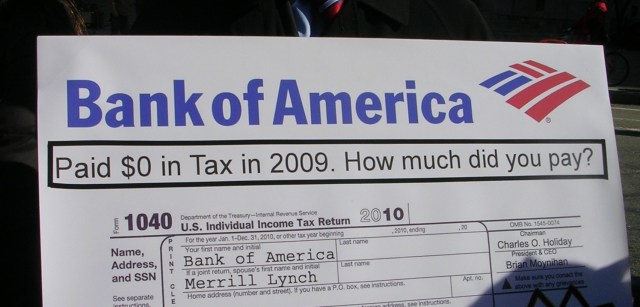 Bank of America
Paid $0 in Tax in 2009. How much did you pay?
Form 1040
Department of the Treasury—Internal Revenue Service
U.S. Individual Income Tax Return 2010
OMB No. 1545-0074
For the year Jan. 1–Dec. 31, 2010, or other tax year beginning , 2010, ending , 20
Name,
Address,
and SSN
See separate
instructions
PRINT CLE
Your first name and initial
Last name
Bank of America
If a joint return, spouse's first name and initial
Last name
Merrill Lynch
Home address (number and street). If you have a P.O. box, see instructions.
Apt. no.
Chairman
Charles O. Holiday
President & CEO
Brian Moynihan
Make sure you